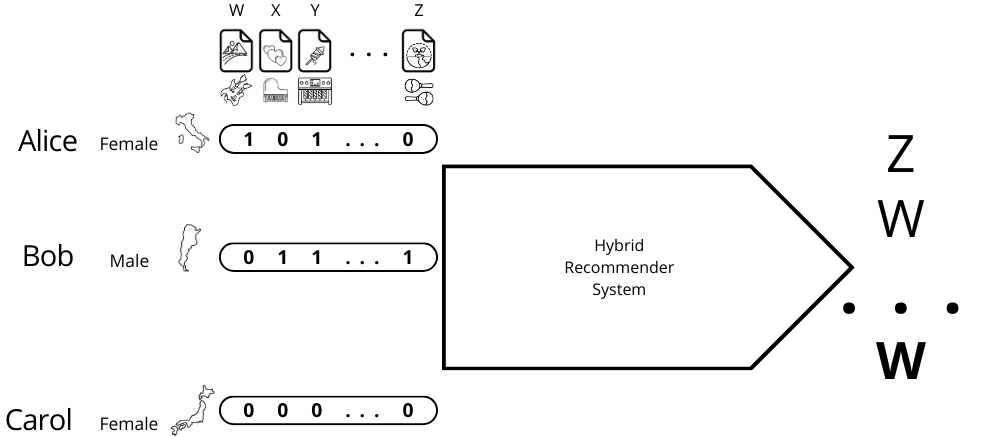 W X Y Z
. . .
Alice Female 1 0 1 . . . 0
Bob Male 0 1 1 . . . 1
Carol Female 0 0 0 . . . 0
Hybrid
Recommender
System
Z
W
. . .
W